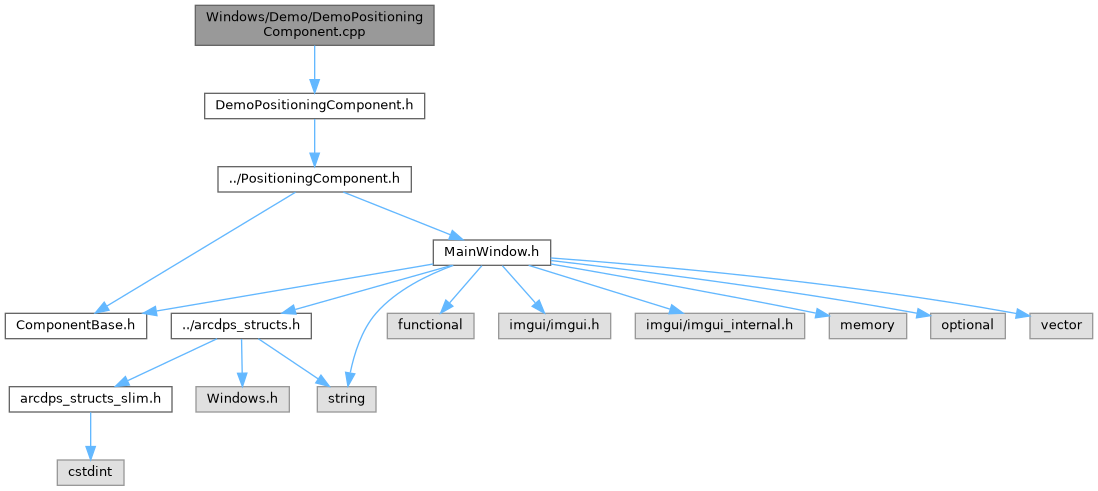 Windows/Demo/DemoPositioning
Component.cpp
DemoPositioningComponent.h
../PositioningComponent.h
MainWindow.h
ComponentBase.h
../arcdps_structs.h
functional
imgui/imgui.h
imgui/imgui_internal.h
memory
optional
vector
arcdps_structs_slim.h
Windows.h
string
cstdint